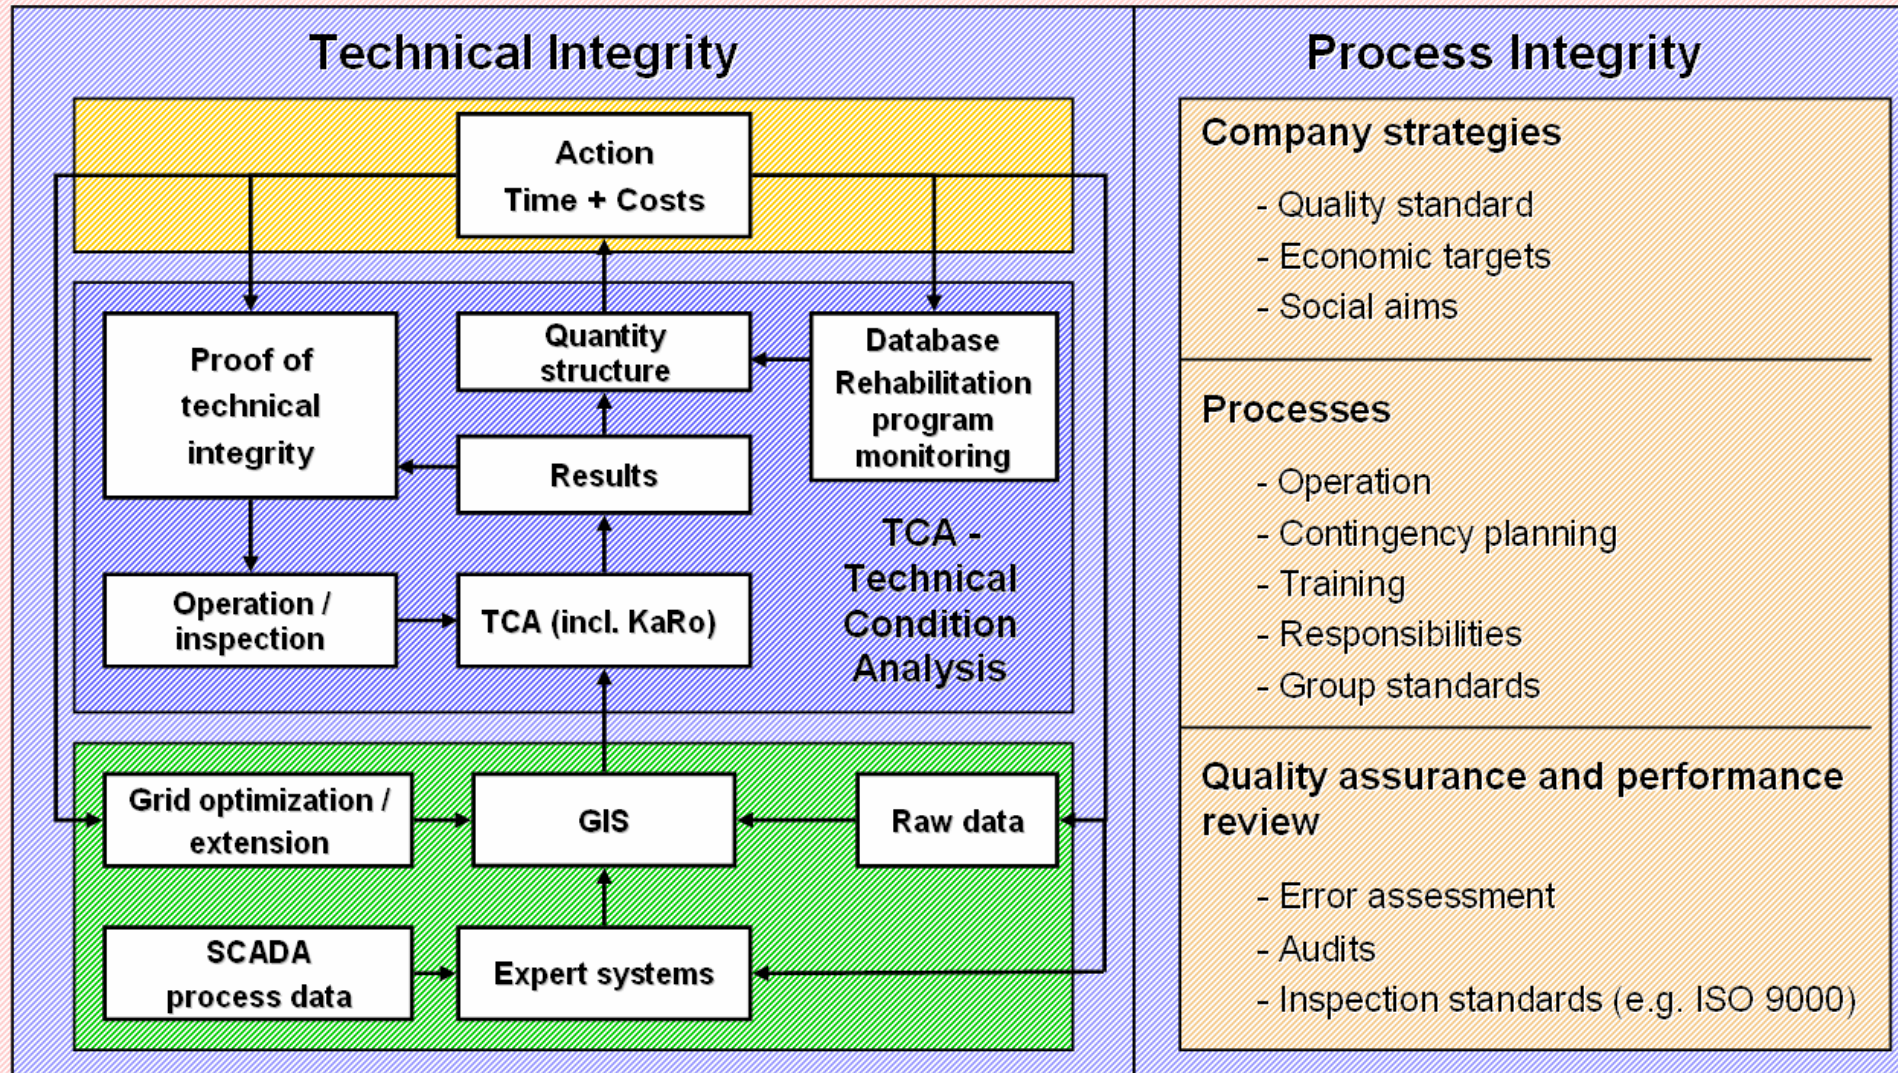 Technical Integrity
Action
Time + Costs
Proof of
technical
integrity
Quantity
structure
Database
Rehabilitation
program
monitoring
Results
TCA -
Technical
Condition
Analysis
Operation /
inspection
TCA (incl. KaRo)
Grid optimization /
extension
GIS
Raw data
SCADA
process data
Expert systems
Process Integrity
Company strategies
- Quality standard
- Economic targets
- Social aims
Processes
- Operation
- Contingency planning
- Training
- Responsibilities
- Group standards
Quality assurance and performance
review
- Error assessment
- Audits
- Inspection standards (e.g. ISO 9000)